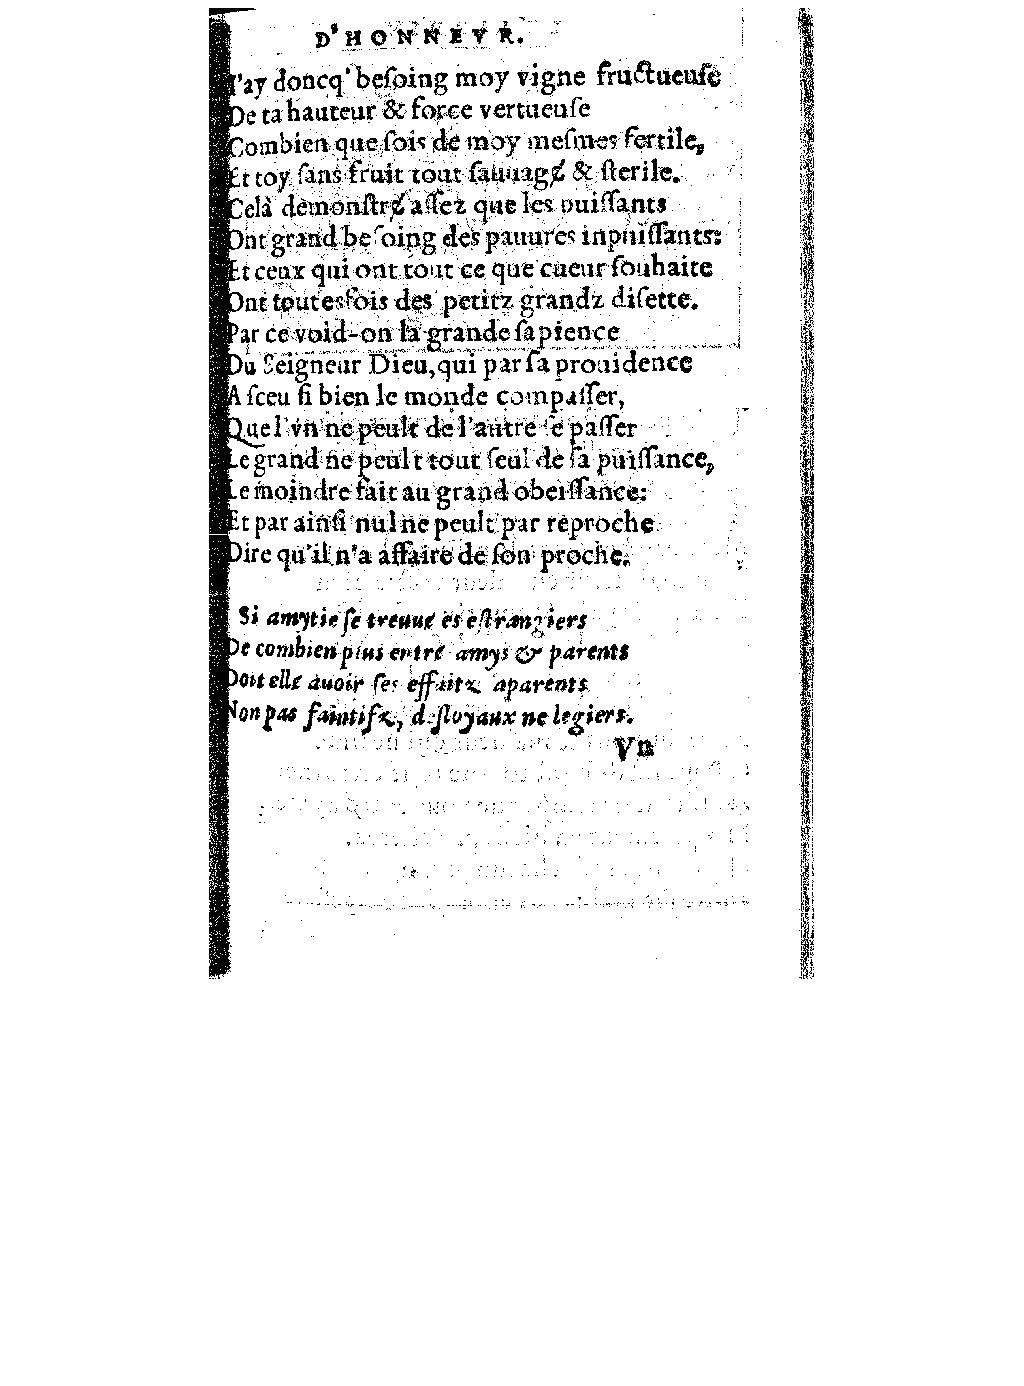 D'HONNEVR.
I'ay doncq' beſoing moy vigne fructueuſe
De ta hauteur & force vertueuſe
Combien que ſois de moy meſmes fertile,
Et toy ſans fruit tout ſauuagé & ſterile.
Celà demonſtré aſſez que les puiſſants
Ont grand beſoing des pauures inpuiſſants:
Et ceux qui ont tout ce que cueur ſouhaite
Ont toutesfois des petitz grandz diſette.
Par ce void-on la grande ſapience
Du Seigneur Dieu, qui par ſa prouidence
A ſceu ſi bien le monde compaſſer,
Que l'vn ne peult de l'autre ſe paſſer
Le grand ne peult tout ſeul de ſa puiſſance,
Le moindre fait au grand obeiſſance:
Et par ainſi nul ne peult par reproche
Dire qu'il n'a affaire de ſon proche.
Si amytie ſe treuué es eſtrangiers
De combien plus entré amys & parents
Doit ellé auoir ſes effaitz aparents
Non pas faintifz, deſloyaux ne legiers.
Vn